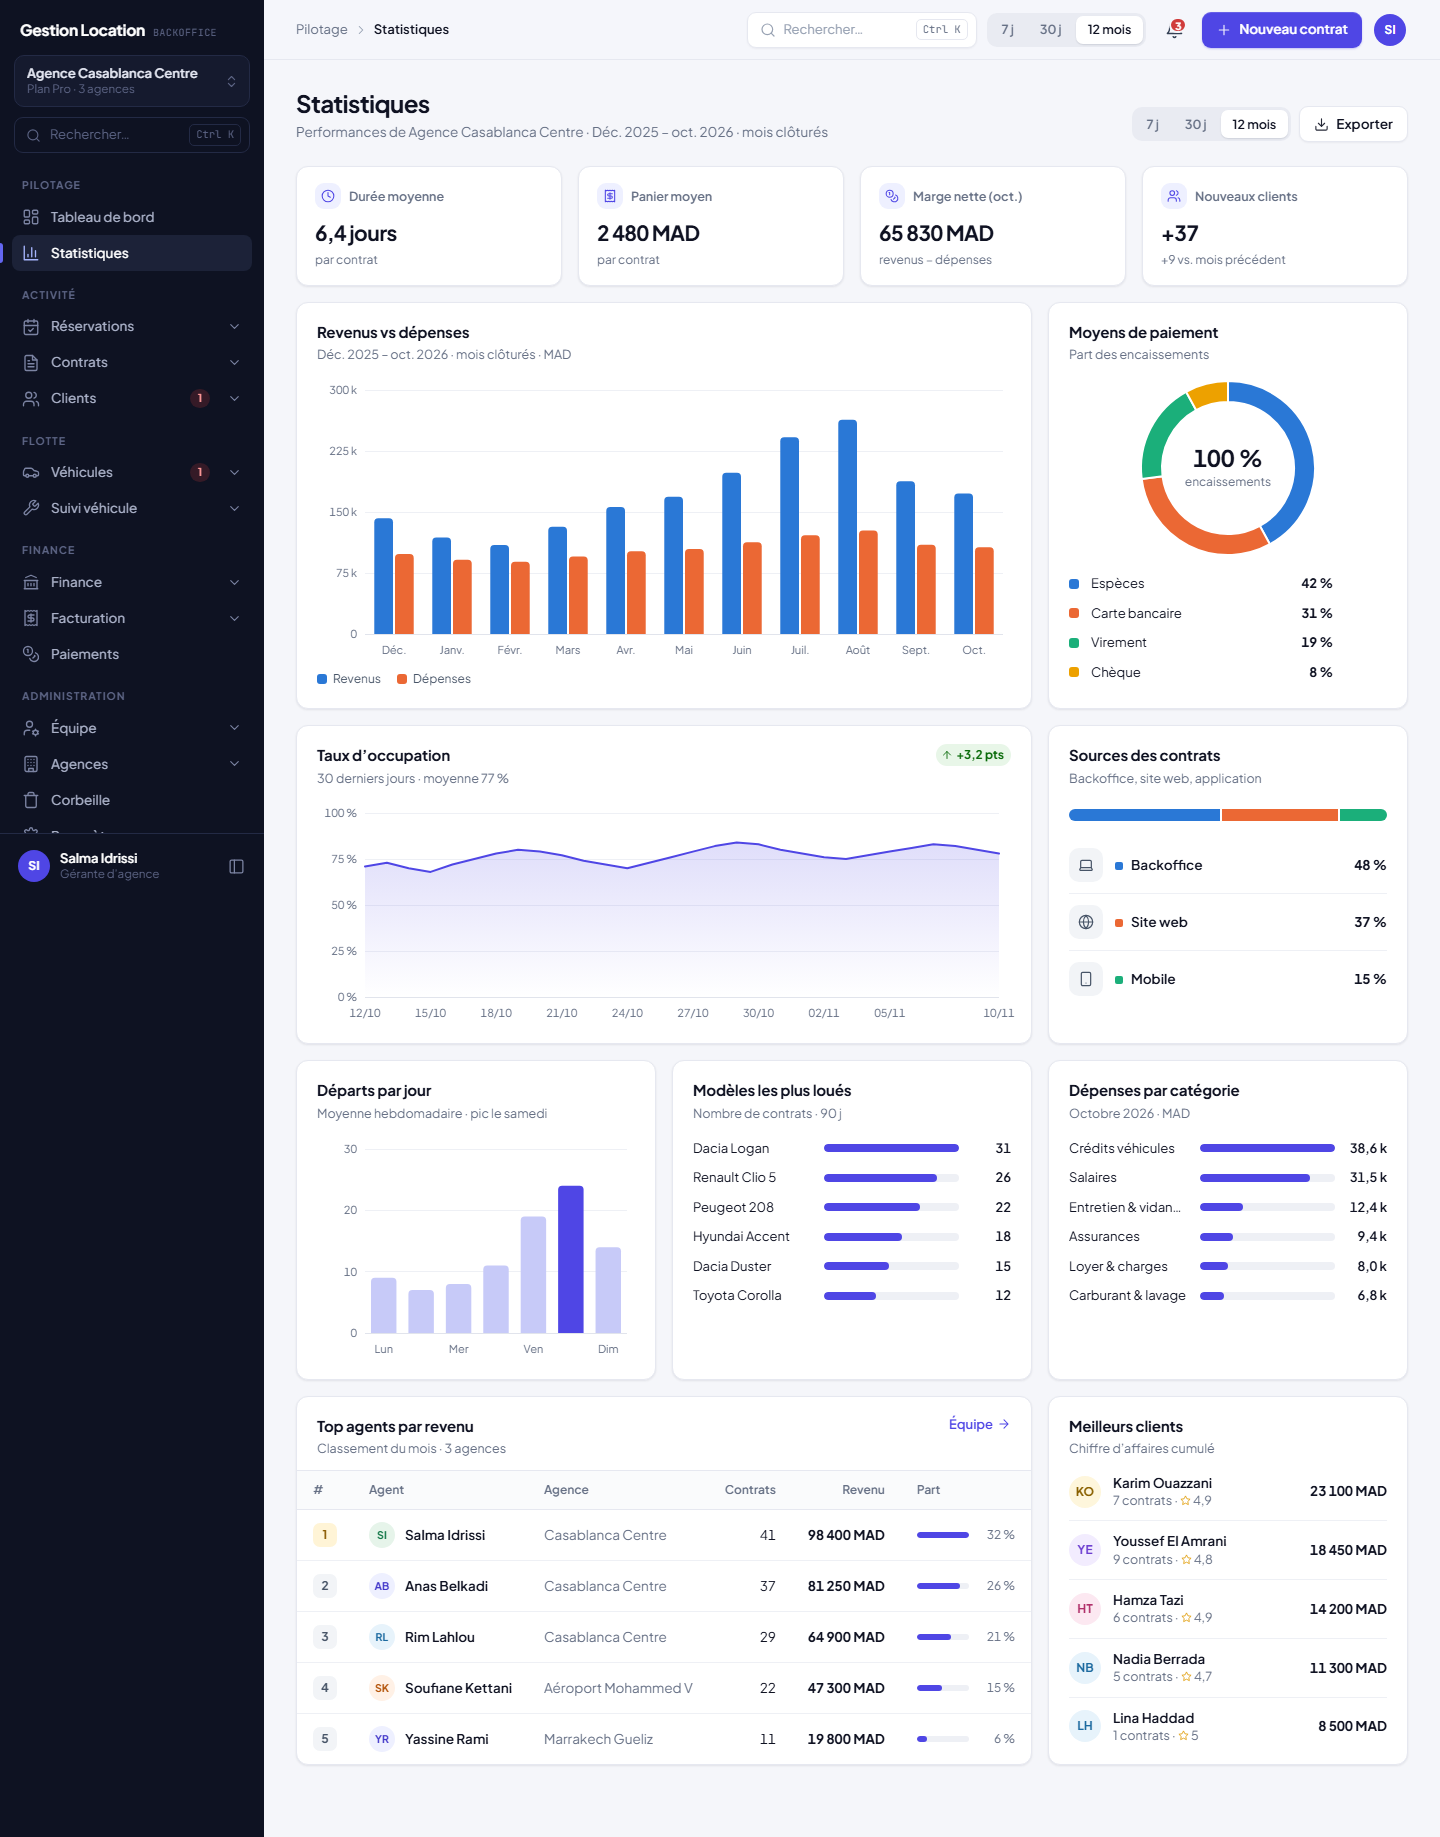 Gestion Location BACKOFFICE
Agence Casablanca Centre
Plan Pro · 3 agences
Rechercher… Ctrl K
PILOTAGE
Tableau de bord
Statistiques
ACTIVITÉ
Réservations
Contrats
Clients 1
FLOTTE
Véhicules 1
Suivi véhicule
FINANCE
Finance
Facturation
Paiements
ADMINISTRATION
Équipe
Agences
Corbeille
Salma Idrissi
SI
Gérante d'agence
Pilotage > Statistiques
Rechercher… Ctrl K
7 j 30 j 12 mois
3
+ Nouveau contrat
SI
Statistiques
Performances de Agence Casablanca Centre · Déc. 2025 – oct. 2026 · mois clôturés
7 j 30 j 12 mois
Exporter
Durée moyenne
6,4 jours
par contrat
Panier moyen
2 480 MAD
par contrat
Marge nette (oct.)
65 830 MAD
revenus – dépenses
Nouveaux clients
+37
+9 vs. mois précédent
Revenus vs dépenses
Déc. 2025 – oct. 2026 · mois clôturés · MAD
300 k
225 k
150 k
75 k
0
Déc. Janv. Févr. Mars Avr. Mai Juin Juil. Août Sept. Oct.
Revenus Dépenses
Moyens de paiement
Part des encaissements
100 %
encaissements
Espèces 42 %
Carte bancaire 31 %
Virement 19 %
Chèque 8 %
Taux d’occupation
30 derniers jours · moyenne 77 %
+3,2 pts
100 %
75 %
50 %
25 %
0 %
12/10 15/10 18/10 21/10 24/10 27/10 30/10 02/11 05/11 10/11
Sources des contrats
Backoffice, site web, application
Backoffice 48 %
Site web 37 %
Mobile 15 %
Départs par jour
Moyenne hebdomadaire · pic le samedi
30
20
10
0
Lun Mer Ven Dim
Modèles les plus loués
Nombre de contrats · 90 j
Dacia Logan 31
Renault Clio 5 26
Peugeot 208 22
Hyundai Accent 18
Dacia Duster 15
Toyota Corolla 12
Dépenses par catégorie
Octobre 2026 · MAD
Crédits véhicules 38,6 k
Salaires 31,5 k
Entretien & vidan… 12,4 k
Assurances 9,4 k
Loyer & charges 8,0 k
Carburant & lavage 6,8 k
Top agents par revenu
Classement du mois · 3 agences
Équipe →
# Agent Agence Contrats Revenu Part
1 SI Salma Idrissi Casablanca Centre 41 98 400 MAD 32 %
2 AB Anas Belkadi Casablanca Centre 37 81 250 MAD 26 %
3 RL Rim Lahlou Casablanca Centre 29 64 900 MAD 21 %
4 SK Soufiane Kettani Aéroport Mohammed V 22 47 300 MAD 15 %
5 YR Yassine Rami Marrakech Gueliz 11 19 800 MAD 6 %
Meilleurs clients
Chiffre d'affaires cumulé
KO Karim Ouazzani 23 100 MAD
7 contrats · 4,9
YE Youssef El Amrani 18 450 MAD
9 contrats · 4,8
HT Hamza Tazi 14 200 MAD
6 contrats · 4,9
NB Nadia Berrada 11 300 MAD
5 contrats · 4,7
LH Lina Haddad 8 500 MAD
1 contrats · 5